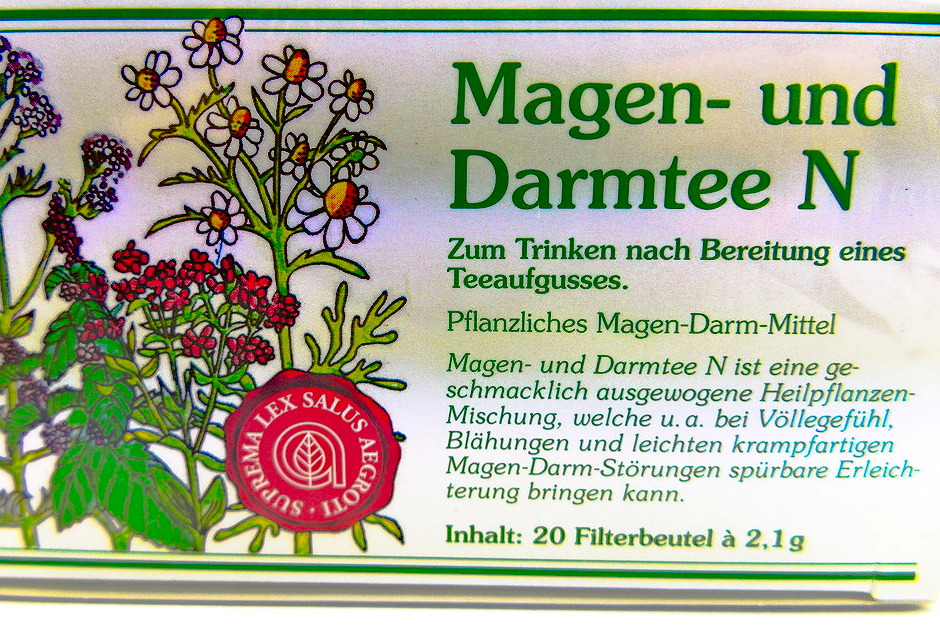 Magen- und
Darmtee N
Zum Trinken nach Bereitung eines
Teeaufgusses.
Pflanzliches Magen-Darm-Mittel
Magen- und Darmtee N ist eine ge-
schmacklich ausgewogene Heilpflanzen-
Mischung, welche u. a. bei Völlegefühl,
Blähungen und leichten krampfartigen
Magen-Darm-Störungen spürbare Erleich-
terung bringen kann.
Inhalt: 20 Filterbeutel à 2,1 g
SUPREMA LEX SALUS AEGROTI ·